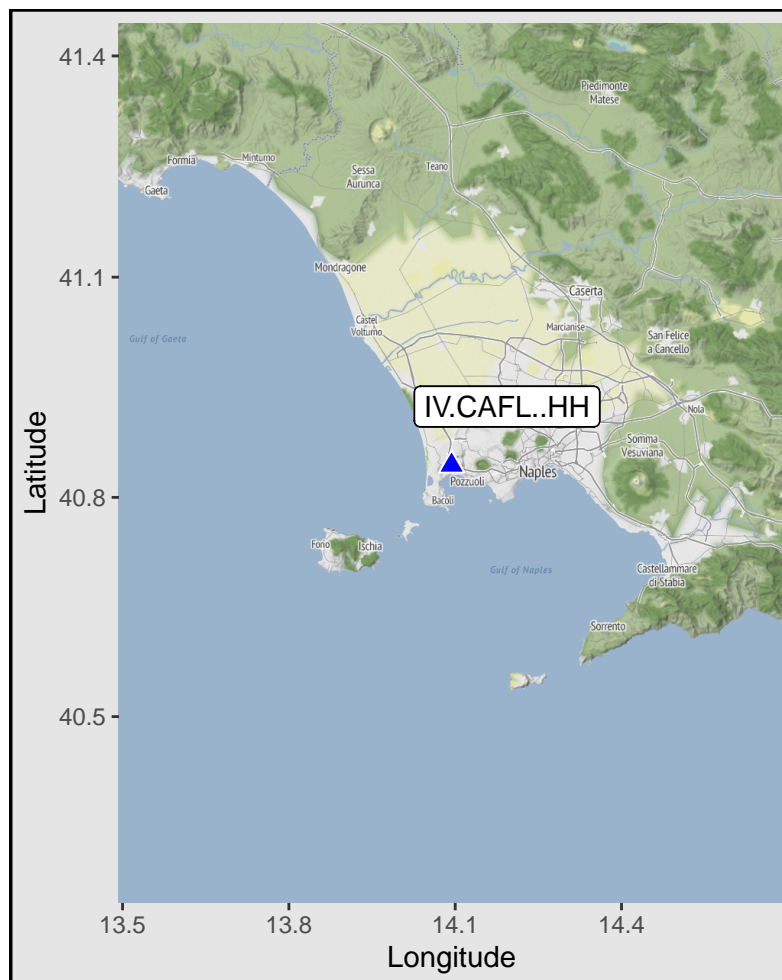 41.4
Piedimonte
Matese
Formia
Minturno
Sessa
Aurunca
Teano
Gaeta
Mondragone
41.1
Caserta
Castel
Volturno
Marcianise
San Felice
a Cancello
Gulf of Gaeta
IV.CAFL..HH
Nola
Somma
Vesuviana
Latitude
Naples
Pozzuoli
40.8
Bacoli
Forio
Ischia
Gulf of Naples
Castellammare
di Stabia
Sorrento
40.5
13.5
13.8
14.1
14.4
Longitude